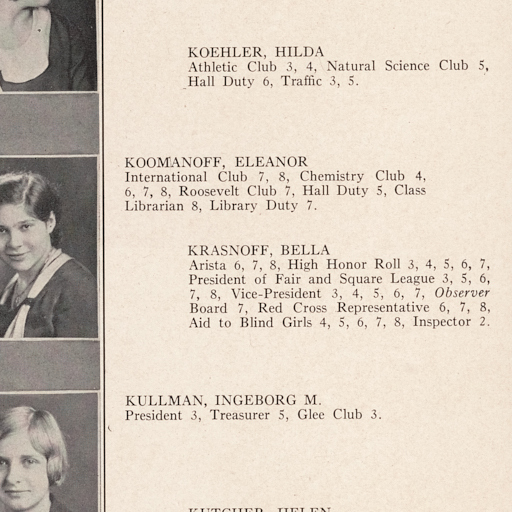 KOEHLER, HILDA
Athletic Club 3, 4, Natural Science Club 5,
Hall Duty 6, Traffic 3, 5.
KOOMANOFF, ELEANOR
International Club 7, 8, Chemistry Club 4,
6, 7, 8, Roosevelt Club 7, Hall Duty 5, Class
Librarian 8, Library Duty 7.
KRASNOFF, BELLA
Arista 6, 7, 8, High Honor Roll 3, 4, 5, 6, 7,
President of Fair and Square League 3, 5, 6,
7, 8, Vice-President 3, 4, 5, 6, 7, Observer
Board 7, Red Cross Representative 6, 7, 8,
Aid to Blind Girls 4, 5, 6, 7, 8, Inspector 2.
KULLMAN, INGEBORG M.
President 3, Treasurer 5, Glee Club 3.
KUTCHER, HELEN